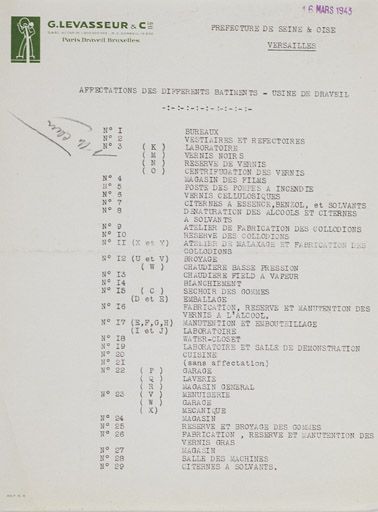 G. LEVASSEUR & Cie
Paris. Draveil. Bruxelles
16 MARS 1943
PREFECTURE DE SEINE & OISE
VERSAILLES
AFFECTATIONS DES DIFFERENTS BATIMENTS - USINE DE DRAVEIL
-:-:-:-:-:-:-:-:-
N° I BUREAUX
N° 2 VESTIAIRES ET REFECTOIRES
N° 3 ( K ) LABORATOIRE
( M ) VERNIS NOIRS
( N ) RESERVE DE VERNIS
( O ) CENTRIFUGATION DES VERNIS
N° 4 MAGASIN DES FILMS
N° 5 POSTE DES POMPES A INCENDIE
N° 6 VERNIS CELLULOSIQUES
N° 7 CITERNES A ESSENCE, BENZOL, et SOLVANTS
N° 8 DENATURATION DES ALCOOLS ET CITERNES
A SOLVANTS
N° 9 ATELIER DE FABRICATION DES COLLODIONS
N° I0 RESERVE DES COLLODIONS
N° II (X et Y) ATELIER DE MALAXAGE ET FABRICATION DES
COLLODIONS
N° I2 (U et V) BROYAGE
( W ) CHAUDIERE BASSE PRESSION
N° I3 CHAUDIERE FIELD A VAPEUR
N° I4 BLANCHIEMENT
N° I5 ( C ) SECHOIR DES GOMMES
(D et E) EMBALLAGE
N° I6 FABRICATION, RESERVE ET MANUTENTION DES
VERNIS A L'ALCOOL.
N° I7 (E,F,G,H) MANUTENTION ET EMBOUTEILLAGE
(I et J) LABORATOIRE
N° I8 WATER-CLOSET
N° I9 LABORATOIRE ET SALLE DE DEMONSTRATION
N° 20 CUISINE
N° 2I (sans affectation)
N° 22 ( P ) GARAGE
( Q ) LAVERIE
( R ) MAGASIN GENERAL
N° 23 ( V ) MENUISERIE
( W ) GARAGE
( X) MECANIQUE
N° 24 MAGASIN
N° 25 RESERVE ET BROYAGE DES GOMMES
N° 26 FABRICATION , RESERVE ET MANUTENTION DES
VERNIS GRAS
N° 27 MAGASIN
N° 28 SALLE DES MACHINES
N° 29 CITERNES A SOLVANTS.